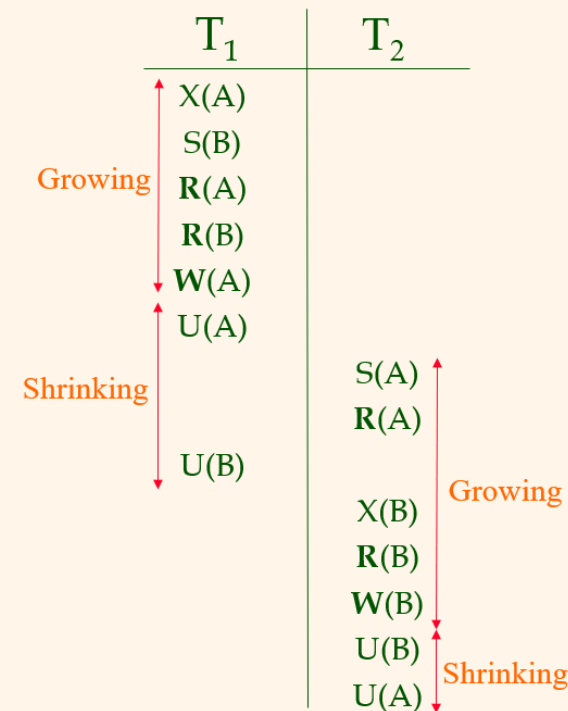 T1 T2
X(A)
S(B)
Growing
R(A)
R(B)
W(A)
U(A)
S(A)
Shrinking
R(A)
U(B)
Growing
X(B)
R(B)
W(B)
U(B)
Shrinking
U(A)